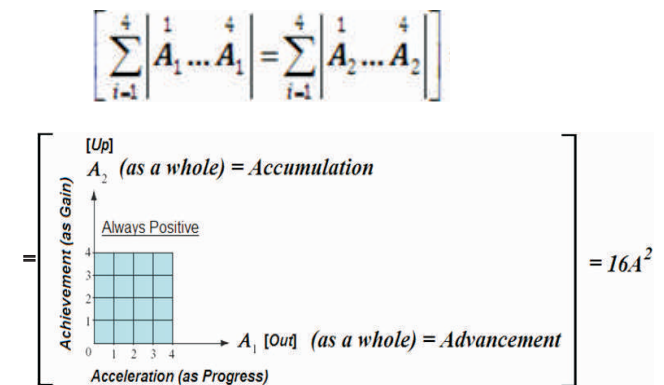 [ 4 ∑ i=1 | 1 A1 ... 4 A1 | = 4 ∑ i=1 | 1 A2 ... 4 A2 | ]
[Up]
A2 (as a whole) = Accumulation
Achievement (as Gain)
Always Positive
4
3
2
1
= [ ] = 16A²
A1 [Out] (as a whole) = Advancement
0 1 2 3 4
Acceleration (as Progress)